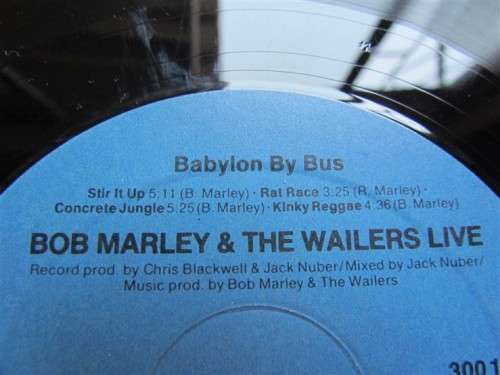 Babylon By Bus
Stir It Up 5:11 (B. Marley) · Rat Race 3:25 (R. Marley) ·
Concrete Jungle 5:25 (B. Marley) · Kinky Reggae 4:36 (B. Marley)
BOB MARLEY & THE WAILERS LIVE
Record prod. by Chris Blackwell & Jack Nuber/Mixed by Jack Nuber/
Music prod. by Bob Marley & The Wailers